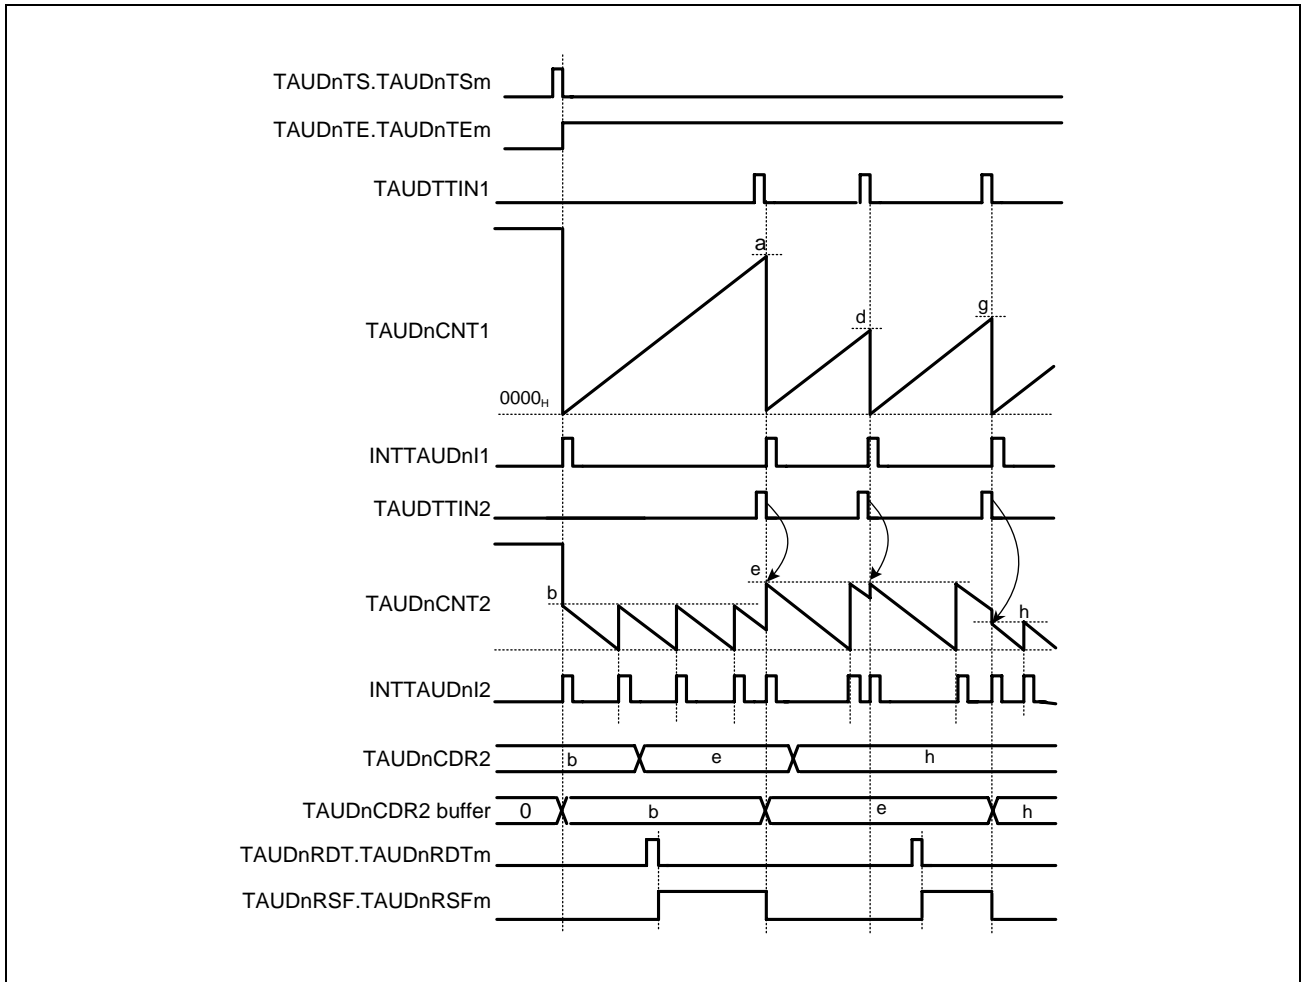 TAUDnTS.TAUDnTSm
TAUDnTE.TAUDnTEm
TAUDTTIN1
a
d
g
TAUDnCNT1
0000H
INTTAUDnI1
TAUDTTIN2
e
b
h
TAUDnCNT2
INTTAUDnI2
TAUDnCDR2 b e h
TAUDnCDR2 buffer 0 b e h
TAUDnRDT.TAUDnRDTm
TAUDnRSF.TAUDnRSFm